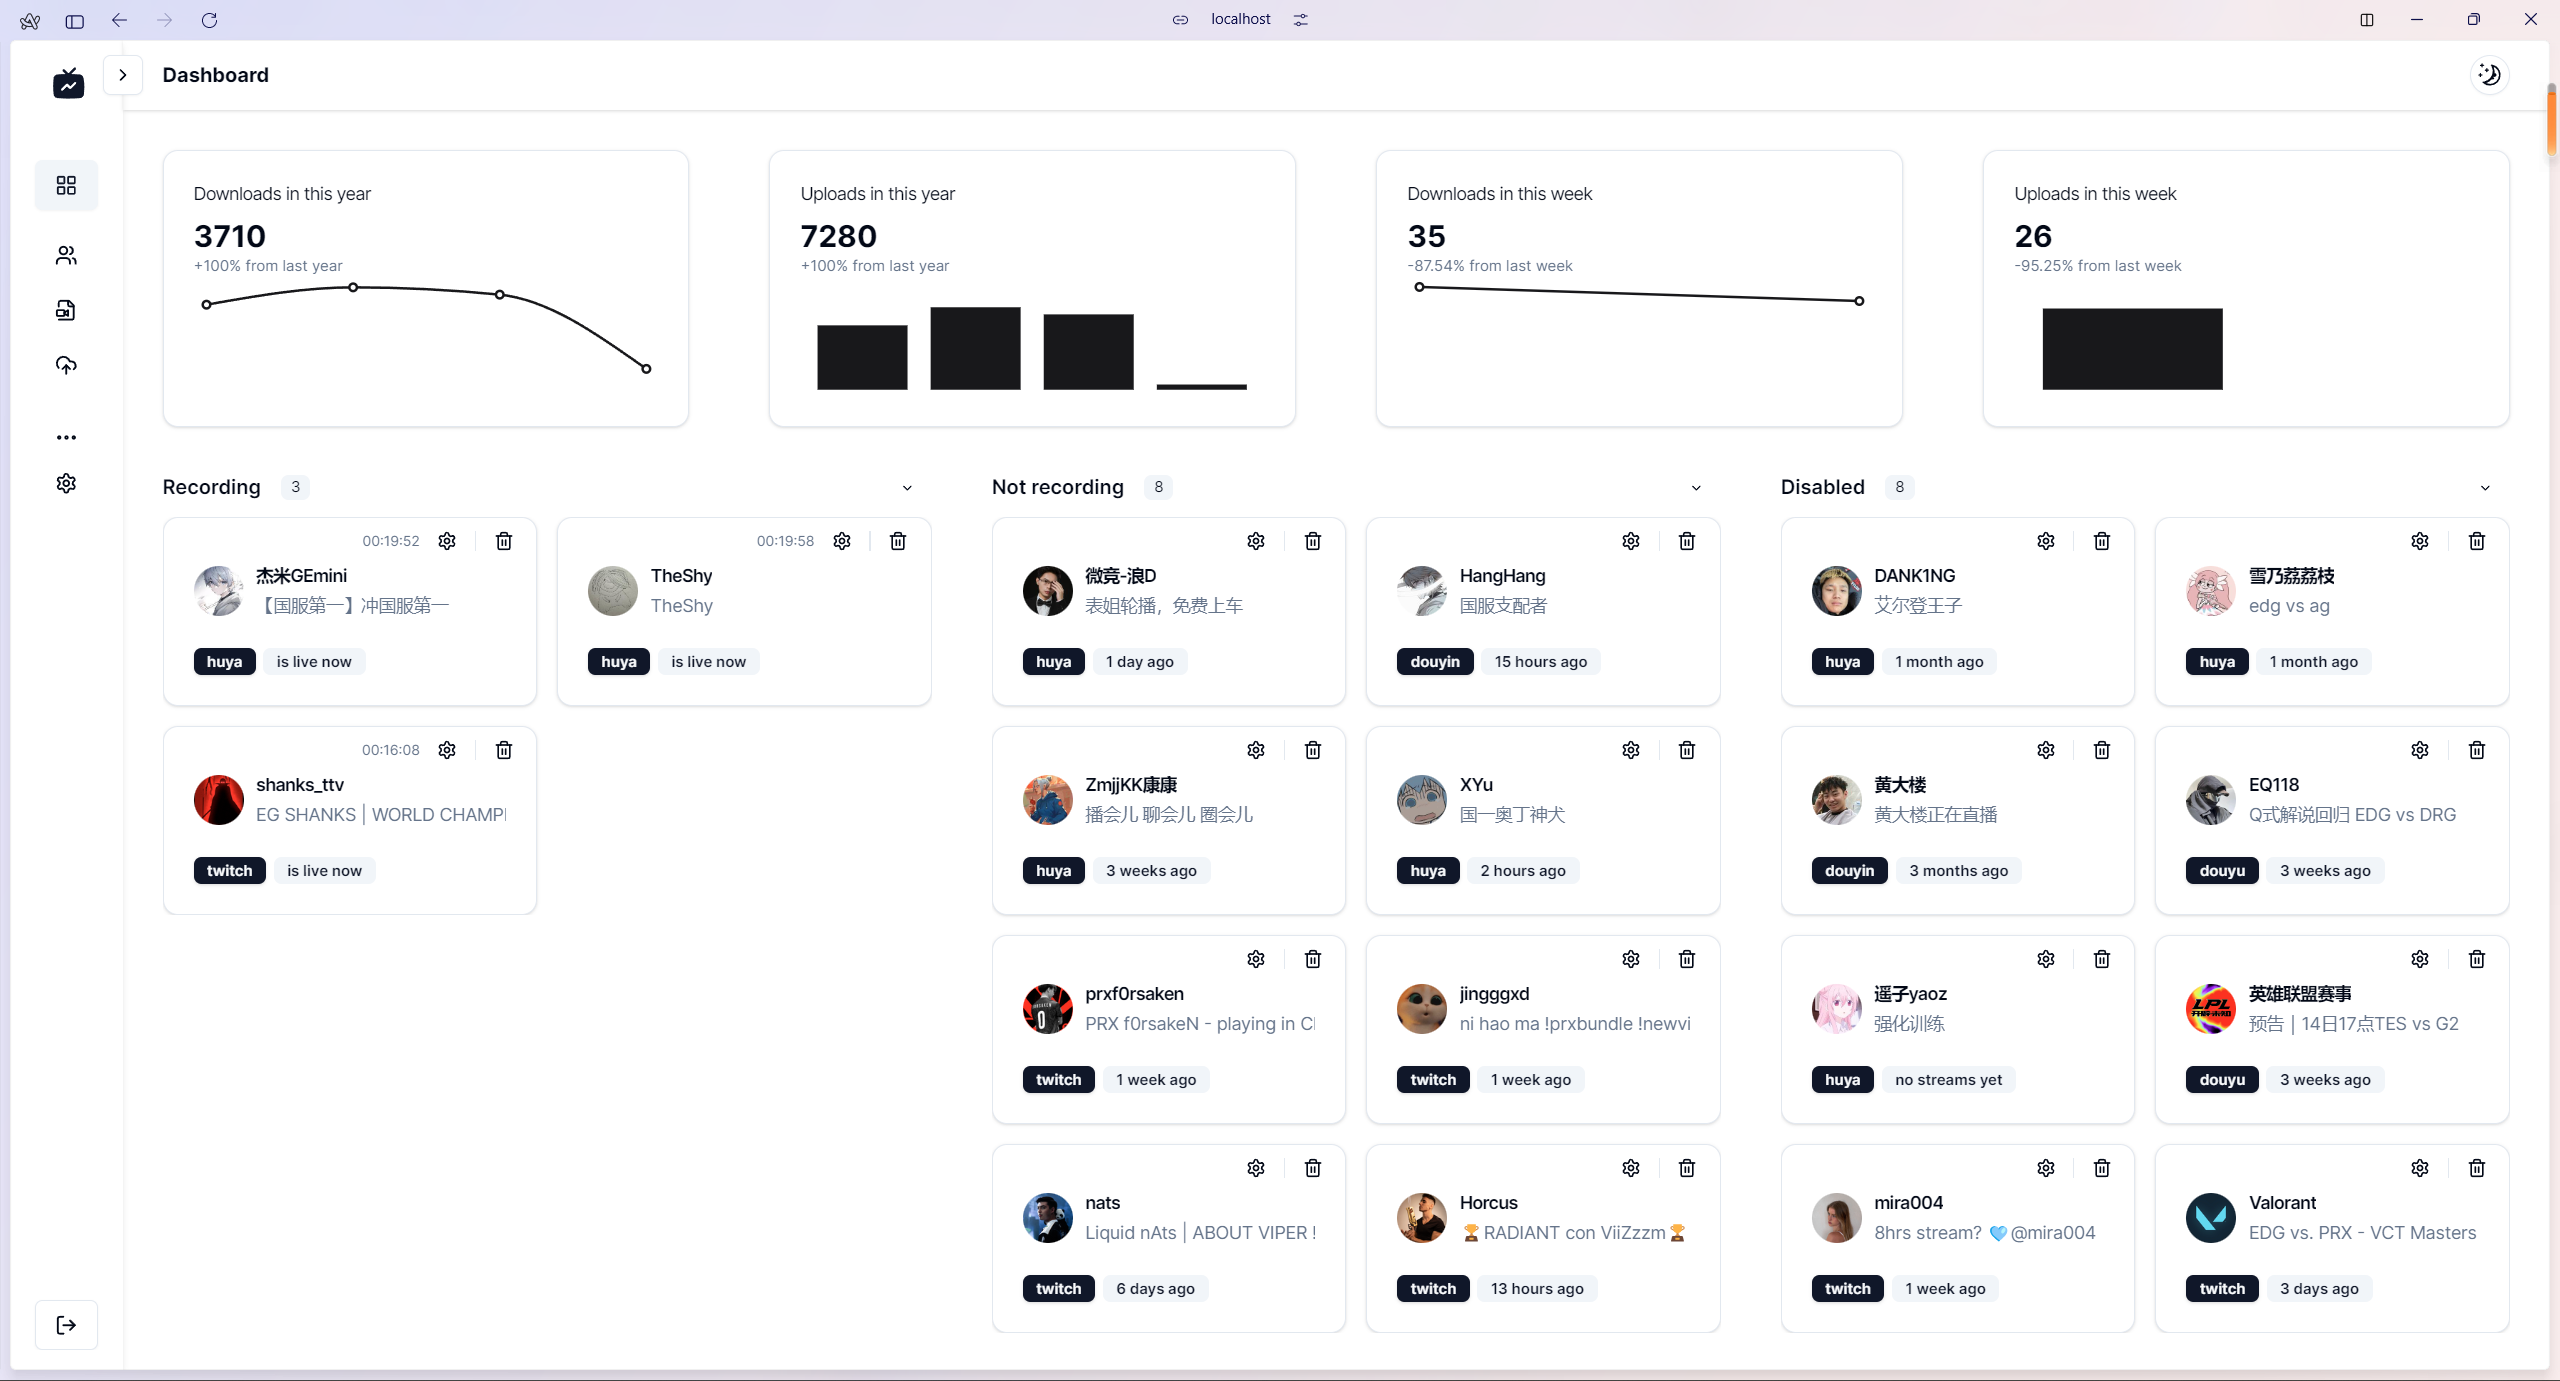 localhost
Dashboard
Downloads in this year
3710
+100% from last year
Uploads in this year
7280
+100% from last year
Downloads in this week
35
-87.54% from last week
Uploads in this week
26
-95.25% from last week
Recording 3
00:19:52
杰米GEmini
【国服第一】冲国服第一
huya is live now
00:19:58
TheShy
TheShy
huya is live now
00:16:08
shanks_ttv
EG SHANKS | WORLD CHAMPI
twitch is live now
Not recording 8
微竞-浪D
表姐轮播，免费上车
huya 1 day ago
HangHang
国服支配者
douyin 15 hours ago
ZmjjKK康康
播会儿 聊会儿 圈会儿
huya 3 weeks ago
XYu
国一奥丁神犬
huya 2 hours ago
prxf0rsaken
PRX f0rsakeN - playing in C
twitch 1 week ago
jingggxd
ni hao ma !prxbundle !newvi
twitch 1 week ago
nats
Liquid nAts | ABOUT VIPER !
twitch 6 days ago
Horcus
🏆RADIANT con ViiZzzm🏆
twitch 13 hours ago
Disabled 8
DANK1NG
艾尔登王子
huya 1 month ago
雪乃荔荔枝
edg vs ag
huya 1 month ago
黄大楼
黄大楼正在直播
douyin 3 months ago
EQ118
Q式解说回归 EDG vs DRG
douyu 3 weeks ago
遥子yaoz
强化训练
huya no streams yet
LPL
英雄联盟赛事
预告 | 14日17点TES vs G2
douyu 3 weeks ago
mira004
8hrs stream? 🩵@mira004
twitch 1 week ago
Valorant
EDG vs. PRX - VCT Masters
twitch 3 days ago